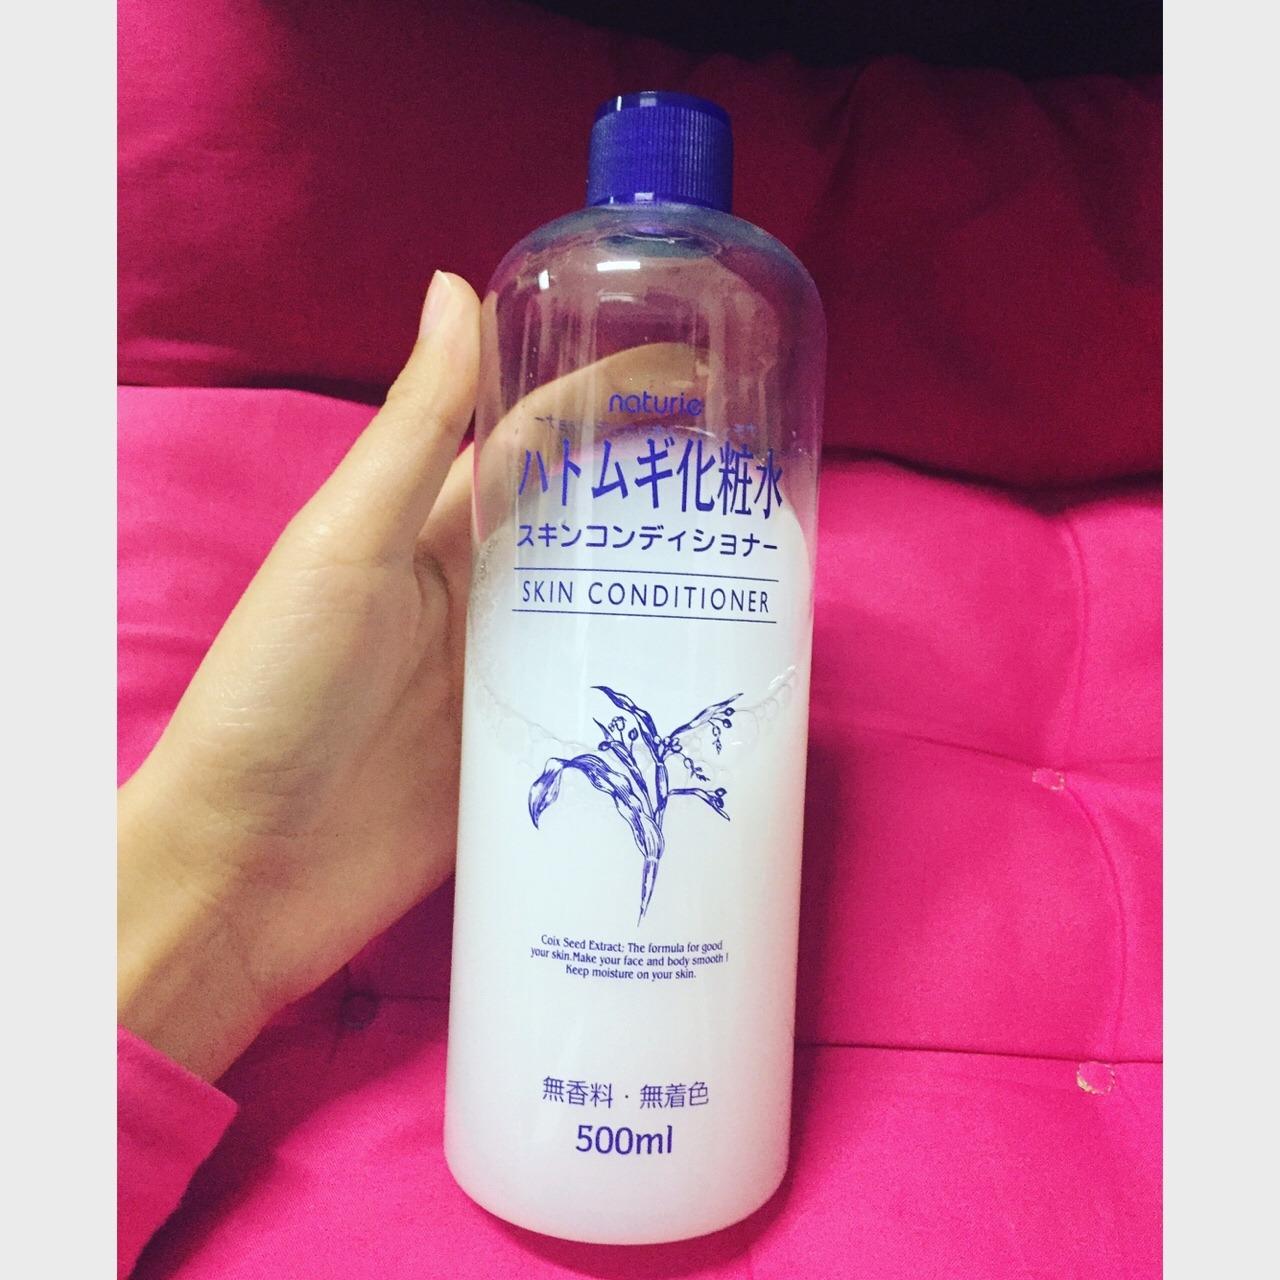 naturie
ハトムギ化粧水
スキンコンディショナー
SKIN CONDITIONER
Coix Seed Extract: The formula for good
your skin.Make your face and body smooth !
Keep moisture on your skin.
無香料・無着色
500ml